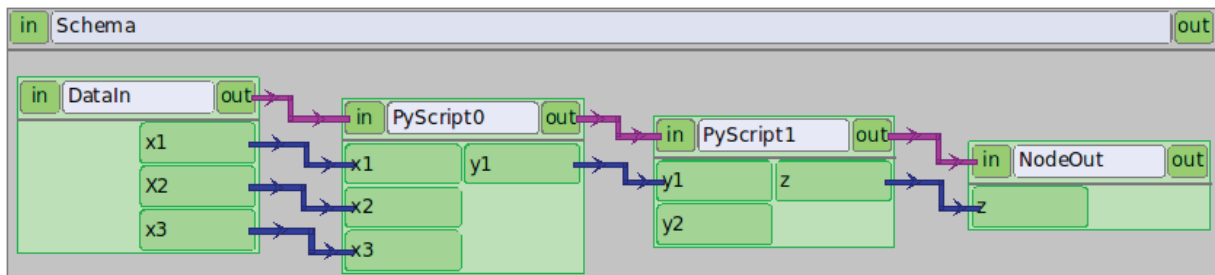 in Schema out
in DataIn out
x1
X2
x3
in PyScript0 out
x1 y1
x2
x3
in PyScript1 out
y1 z
y2
in NodeOut out
z